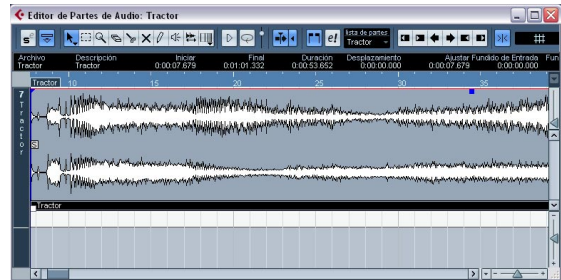 Editor de Partes de Audio: Tractor
lista de partes
Tractor
Archivo Descripción Iniciar Final Duración Desplazamiento Ajustar Fundido de Entrada Fun
Tractor Tractor 0:00:07.679 0:01:01.332 0:00:53.652 0:00:00.000 0:00:07.679 0:00:00.000
Tractor 10 15 20 25 30 35
7
Tractor
S
Tractor